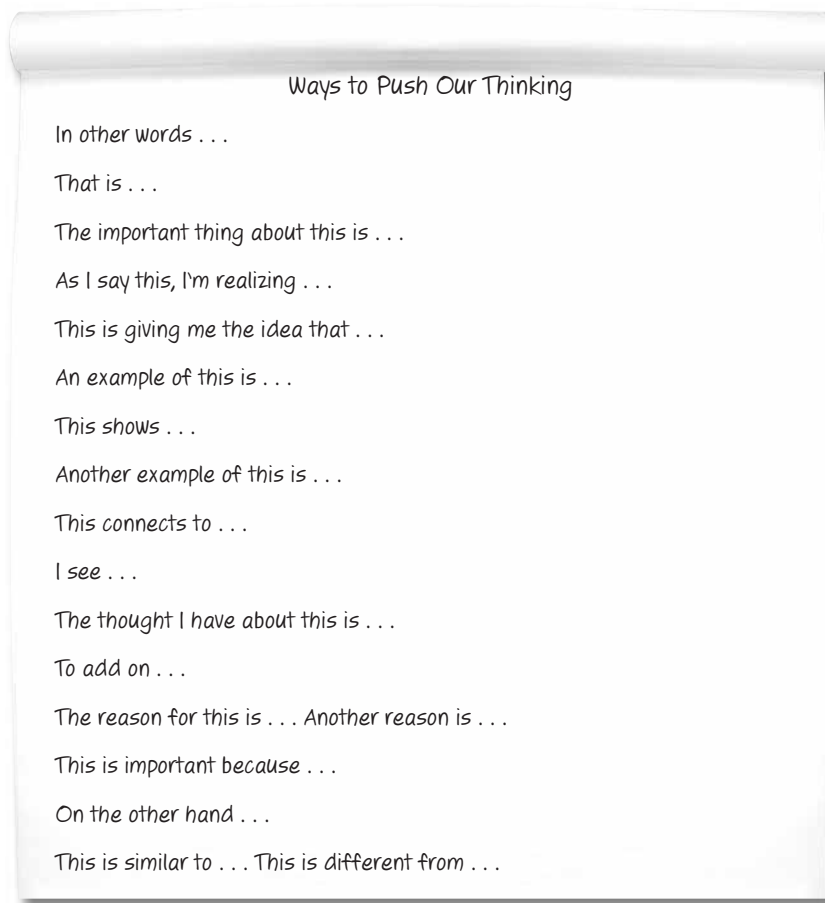 Ways to Push Our Thinking
In other words . . .
That is . . .
The important thing about this is . . .
As I say this, I'm realizing . . .
This is giving me the idea that . . .
An example of this is . . .
This shows . . .
Another example of this is . . .
This connects to . . .
I see . . .
The thought I have about this is . . .
To add on . . .
The reason for this is . . . Another reason is . . .
This is important because . . .
On the other hand . . .
This is similar to . . . This is different from . . .